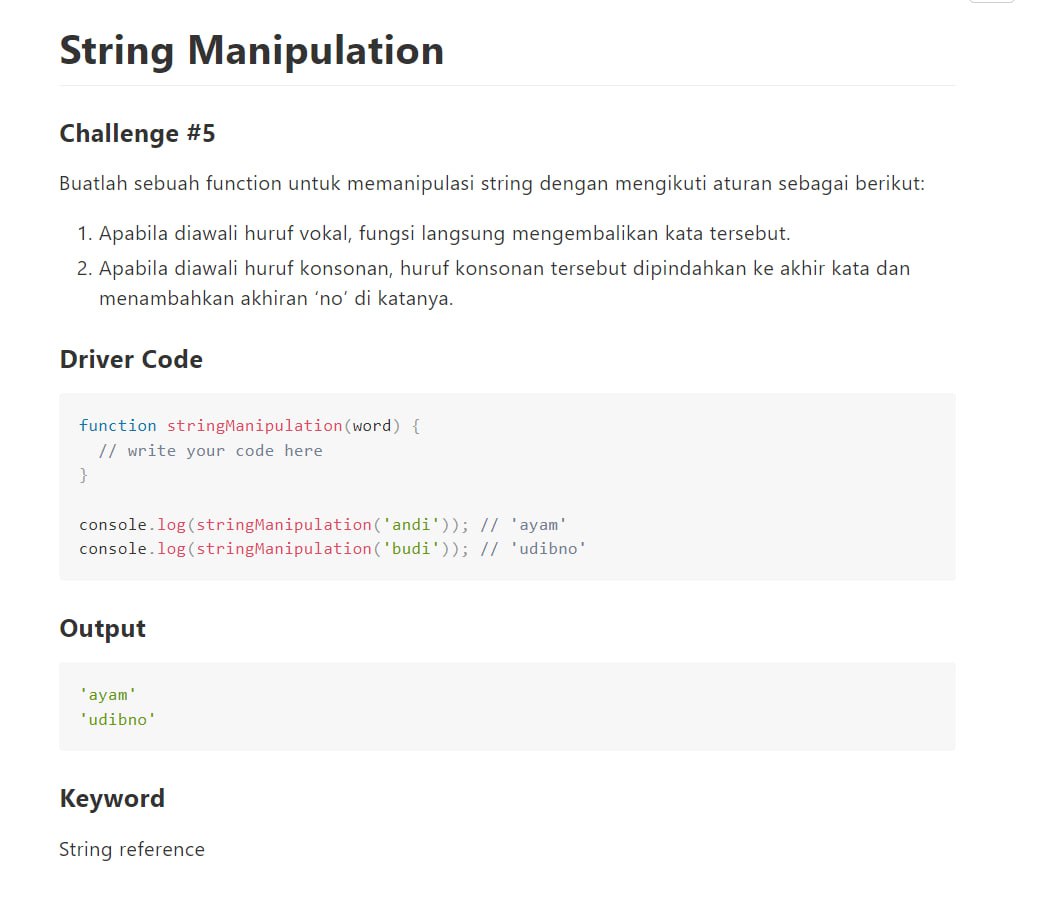 String Manipulation
Challenge #5
Buatlah sebuah function untuk memanipulasi string dengan mengikuti aturan sebagai berikut:
1. Apabila diawali huruf vokal, fungsi langsung mengembalikan kata tersebut.
2. Apabila diawali huruf konsonan, huruf konsonan tersebut dipindahkan ke akhir kata dan
menambahkan akhiran ‘no’ di katanya.
Driver Code
function stringManipulation(word) {
  // write your code here
}
console.log(stringManipulation('andi')); // 'ayam'
console.log(stringManipulation('budi')); // 'udibno'
Output
'ayam'
'udibno'
Keyword
String reference